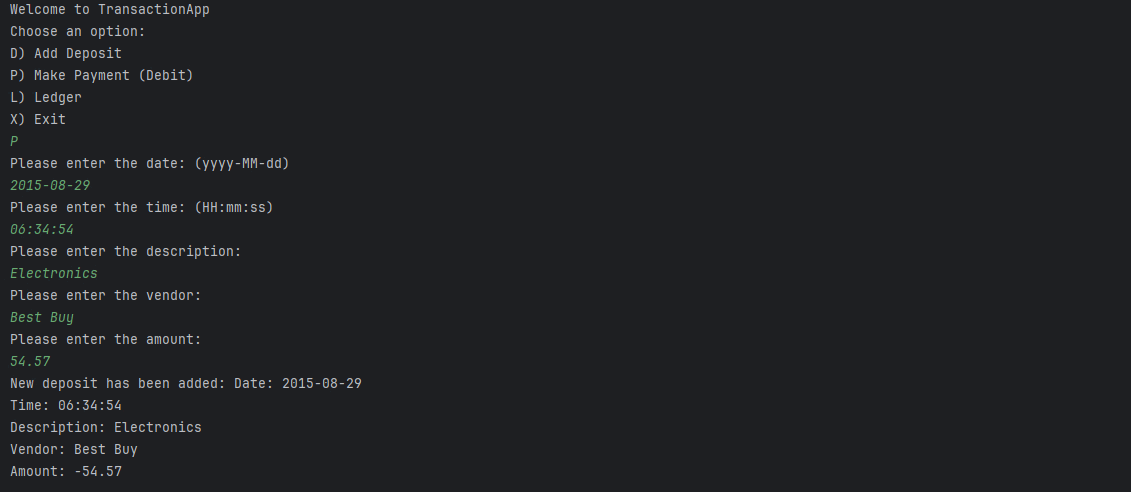 Welcome to TransactionApp
Choose an option:
D) Add Deposit
P) Make Payment (Debit)
L) Ledger
X) Exit
P
Please enter the date: (yyyy-MM-dd)
2015-08-29
Please enter the time: (HH:mm:ss)
06:34:54
Please enter the description:
Electronics
Please enter the vendor:
Best Buy
Please enter the amount:
54.57
New deposit has been added: Date: 2015-08-29
Time: 06:34:54
Description: Electronics
Vendor: Best Buy
Amount: -54.57